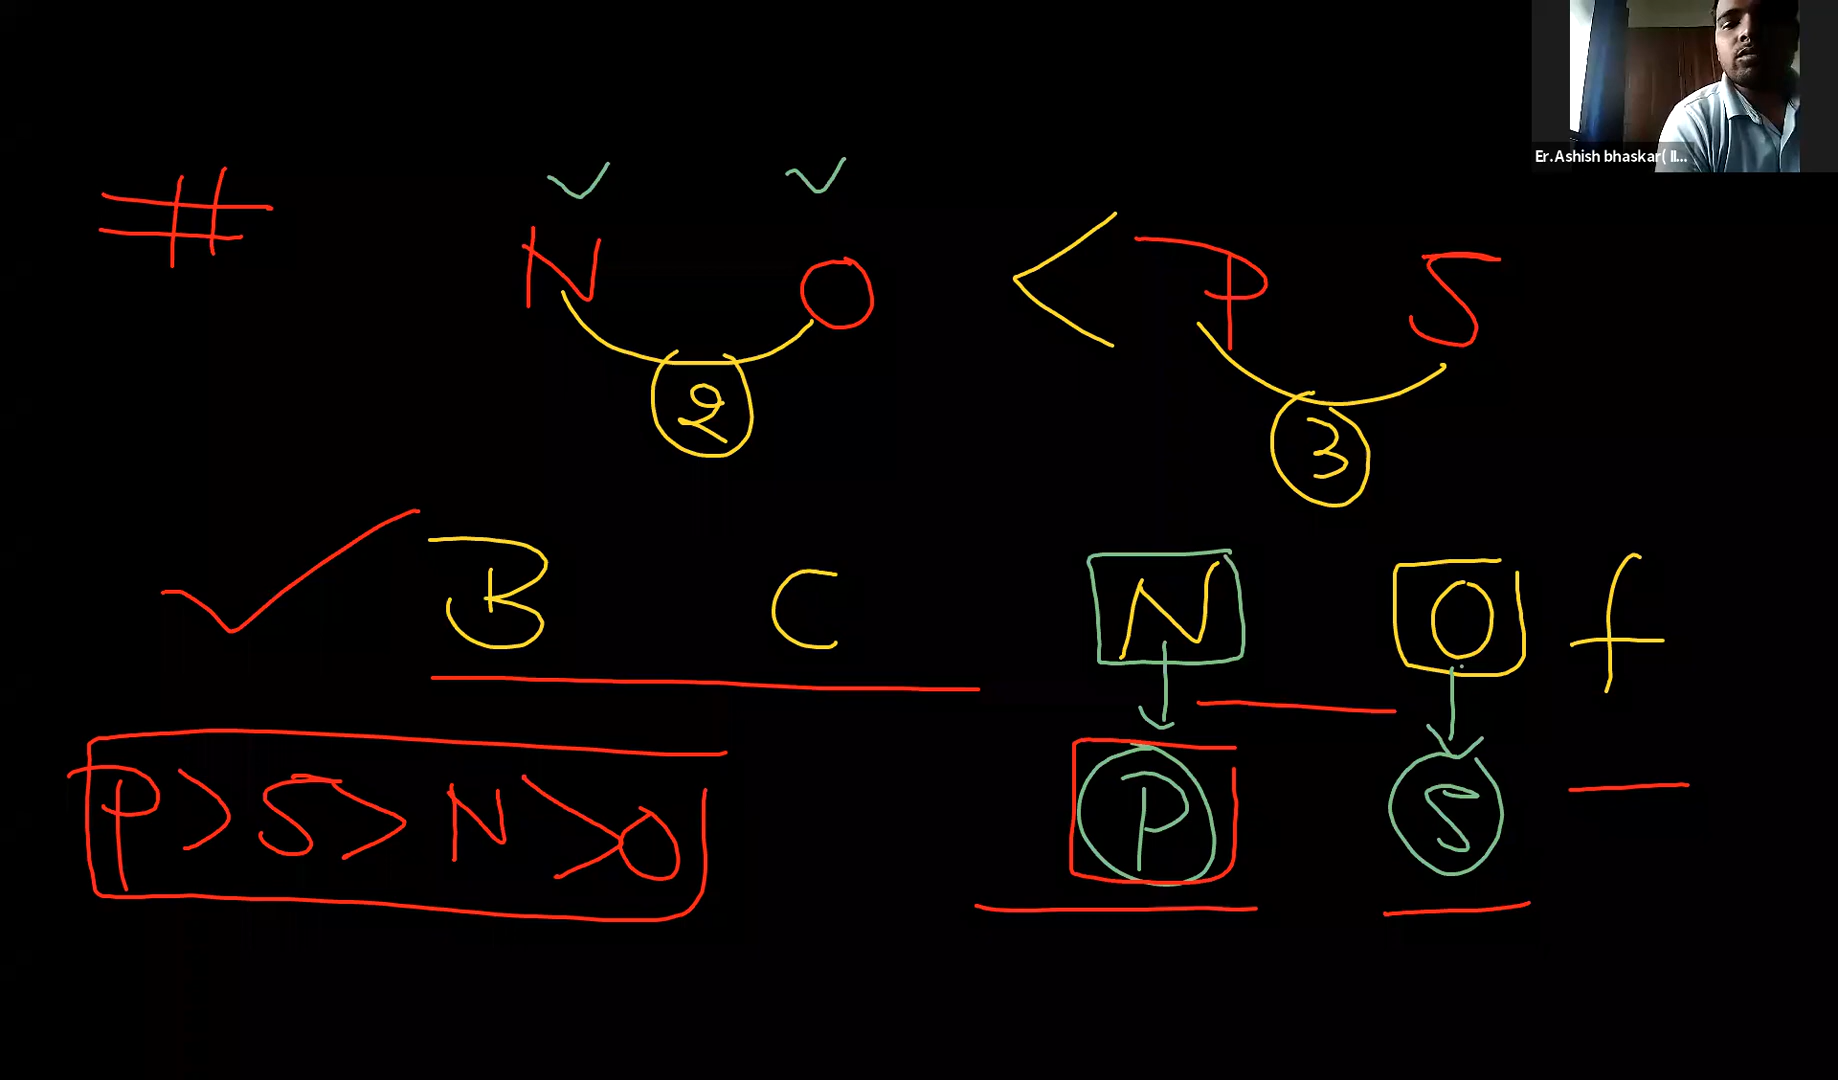 Er.Ashish bhaskar( II...
# N O < P S
2 3
B C N O f
P > S > N > O P S